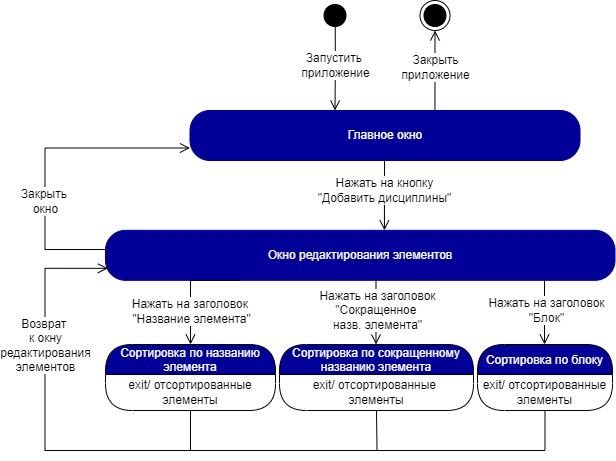 Запустить
приложение
Закрыть
приложение
Главное окно
Нажать на кнопку
"Добавить дисциплины"
Закрыть
окно
Окно редактирования элементов
Нажать на заголовок
"Название элемента"
Нажать на заголовок
"Сокращенное
назв. элемента"
Нажать на заголовок
"Блок"
Возврат
к окну
редактирования
элементов
Сортировка по названию
элемента
exit/ отсортированные
элементы
Сортировка по сокращенному
названию элемента
exit/ отсортированные
элементы
Сортировка по блоку
exit/ отсортированные
элементы